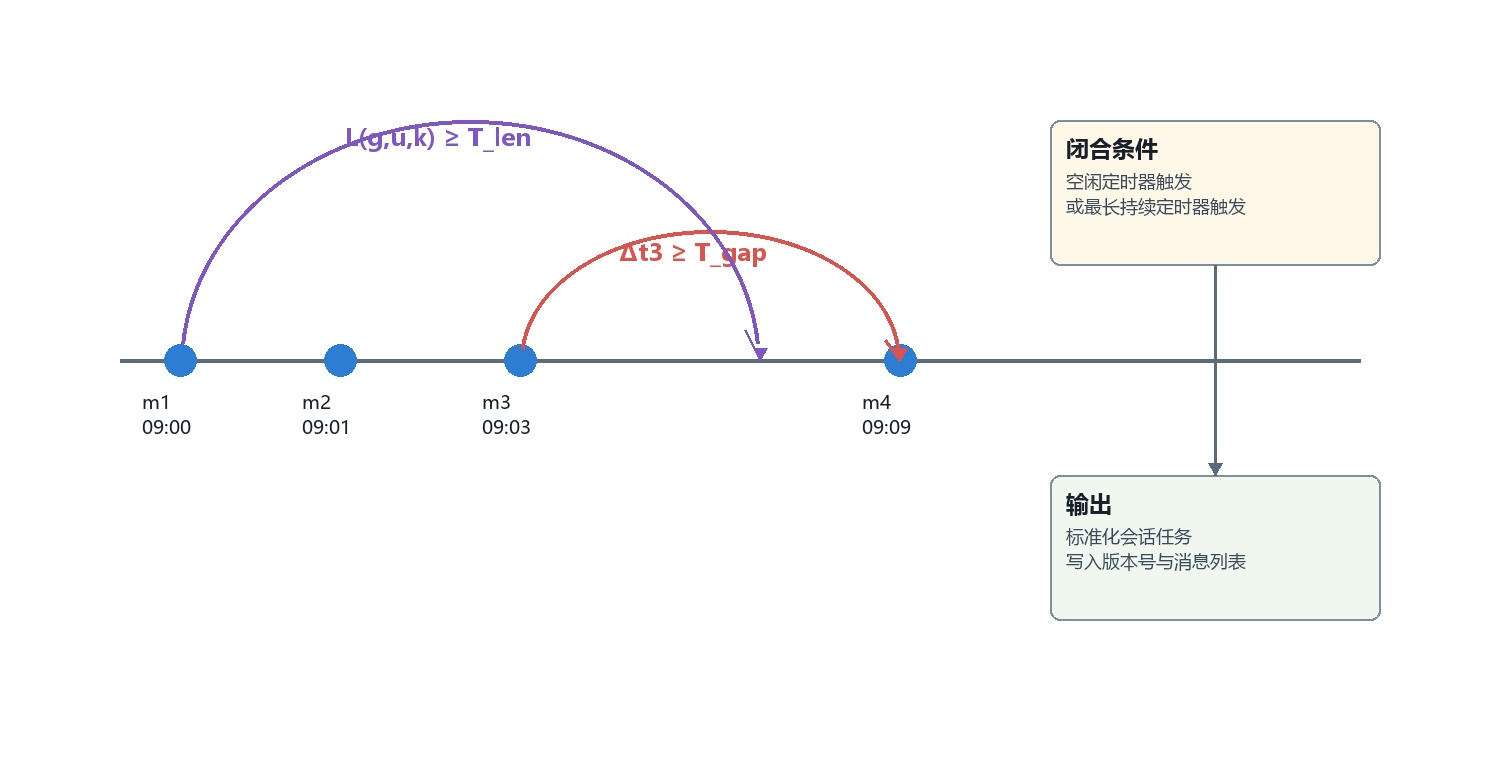 L(g,u,k) ≥ T_len
Δt3 ≥ T_gap
m1
09:00
m2
09:01
m3
09:03
m4
09:09
闭合条件
空闲定时器触发
或最长持续定时器触发
输出
标准化会话任务
写入版本号与消息列表